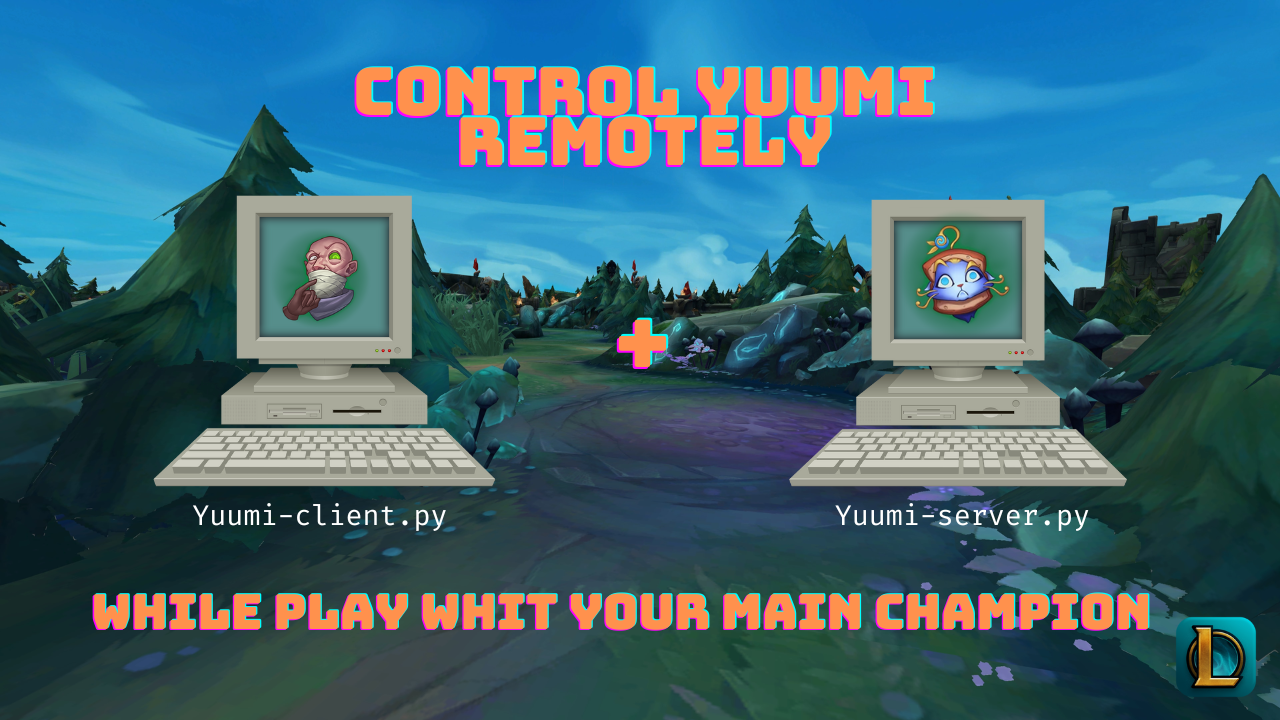 CONTROL YUUMI
REMOTELY
Yuumi-client.py
Yuumi-server.py
WHILE PLAY WHIT YOUR MAIN CHAMPION